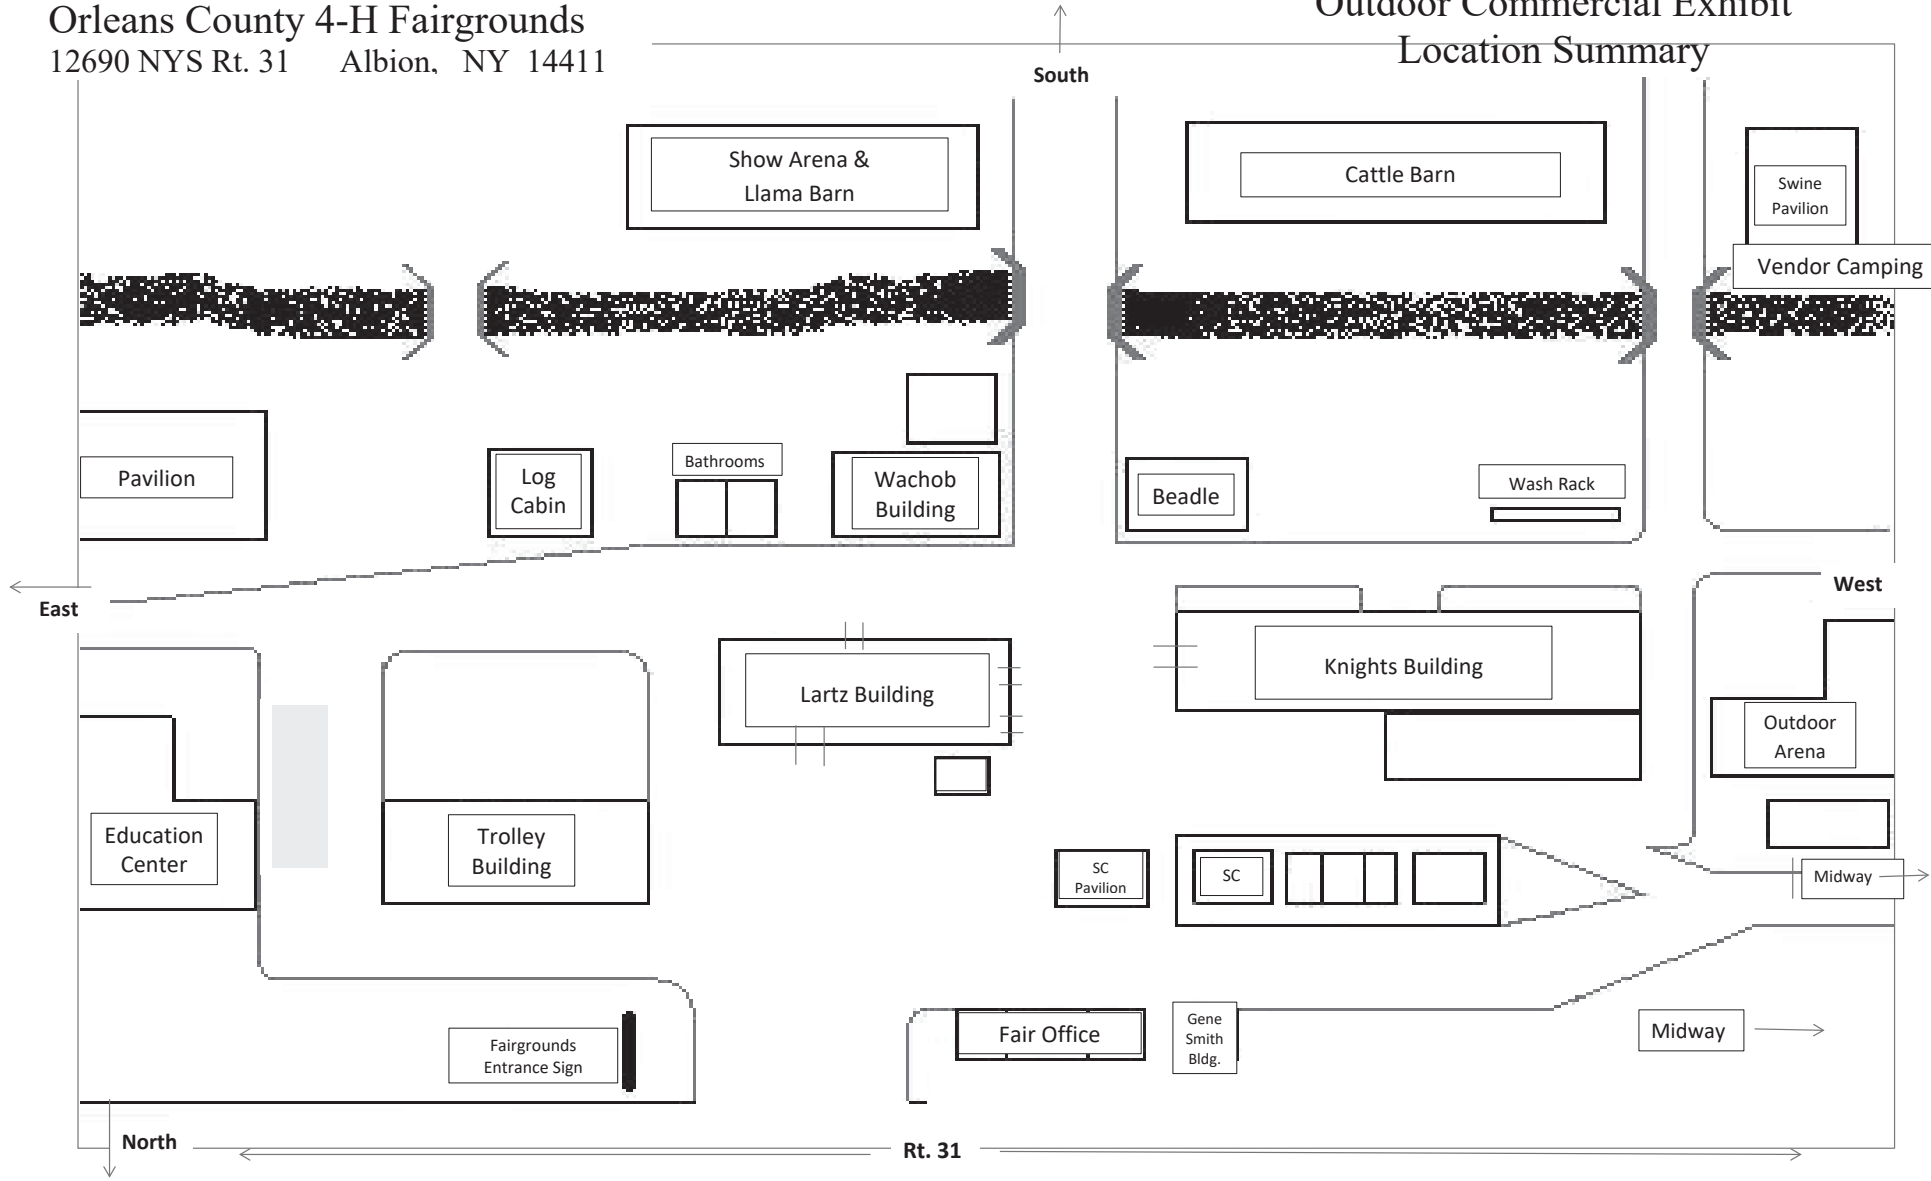 Orleans County 4-H Fairgrounds
12690 NYS Rt. 31 Albion, NY 14411
Outdoor Commercial Exhibit
Location Summary
South
Show Arena &
Llama Barn
Cattle Barn
Swine
Pavilion
Vendor Camping
Pavilion
Log
Cabin
Bathrooms
Wachob
Building
Beadle
Wash Rack
East
West
Lartz Building
Knights Building
Outdoor
Arena
Education
Center
Trolley
Building
SC
Pavilion
SC
Midway
Fairgrounds
Entrance Sign
Fair Office
Gene
Smith
Bldg.
Midway
North
Rt. 31